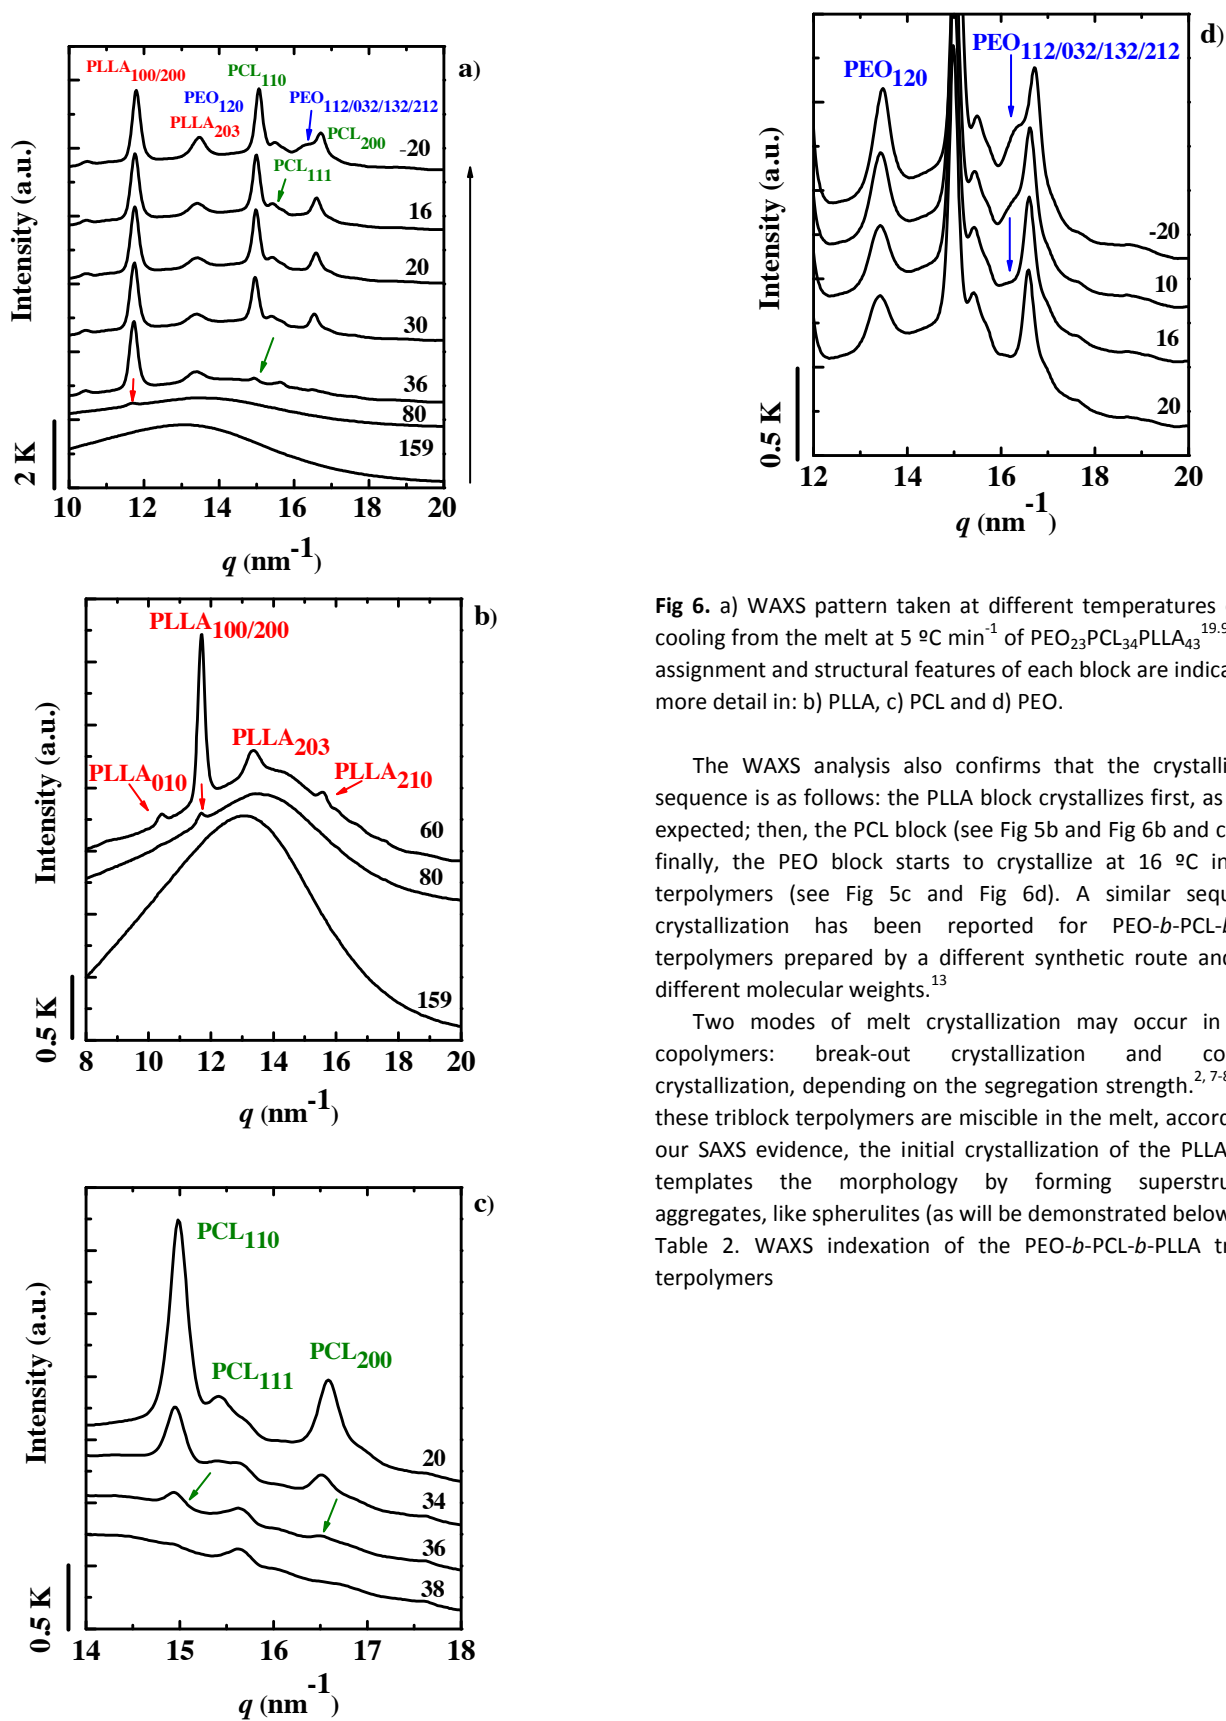 a)
PLLA100/200
PCL110
PEO120
PLLA203
PEO112/032/132/212
PCL200
PCL111
-20
16
20
30
36
80
159
Intensity (a.u.)
2 K
10 12 14 16 18 20
q (nm-1)
b)
PLLA100/200
PLLA203
PLLA010
PLLA210
60
80
159
Intensity (a.u.)
0.5 K
8 10 12 14 16 18 20
q (nm-1)
c)
PCL110
PCL111
PCL200
20
34
36
38
Intensity (a.u.)
0.5 K
14 15 16 17 18
q (nm-1)
d)
PEO112/032/132/212
PEO120
-20
10
16
20
Intensity (a.u.)
0.5 K
12 14 16 18 20
q (nm-1)
Fig 6. a) WAXS pattern taken at different temperatures
cooling from the melt at 5 ºC min-1 of PEO23PCL34PLLA43 19.9
assignment and structural features of each block are indica
more detail in: b) PLLA, c) PCL and d) PEO.
The WAXS analysis also confirms that the crystalli
sequence is as follows: the PLLA block crystallizes first, as
expected; then, the PCL block (see Fig 5b and Fig 6b and c
finally, the PEO block starts to crystallize at 16 ºC in
terpolymers (see Fig 5c and Fig 6d). A similar sequ
crystallization has been reported for PEO-b-PCL-b
terpolymers prepared by a different synthetic route and
different molecular weights.13
Two modes of melt crystallization may occur in
copolymers: break-out crystallization and co
crystallization, depending on the segregation strength.2, 7-8
these triblock terpolymers are miscible in the melt, accord
our SAXS evidence, the initial crystallization of the PLLA
templates the morphology by forming superstru
aggregates, like spherulites (as will be demonstrated below
Table 2. WAXS indexation of the PEO-b-PCL-b-PLLA tr
terpolymers